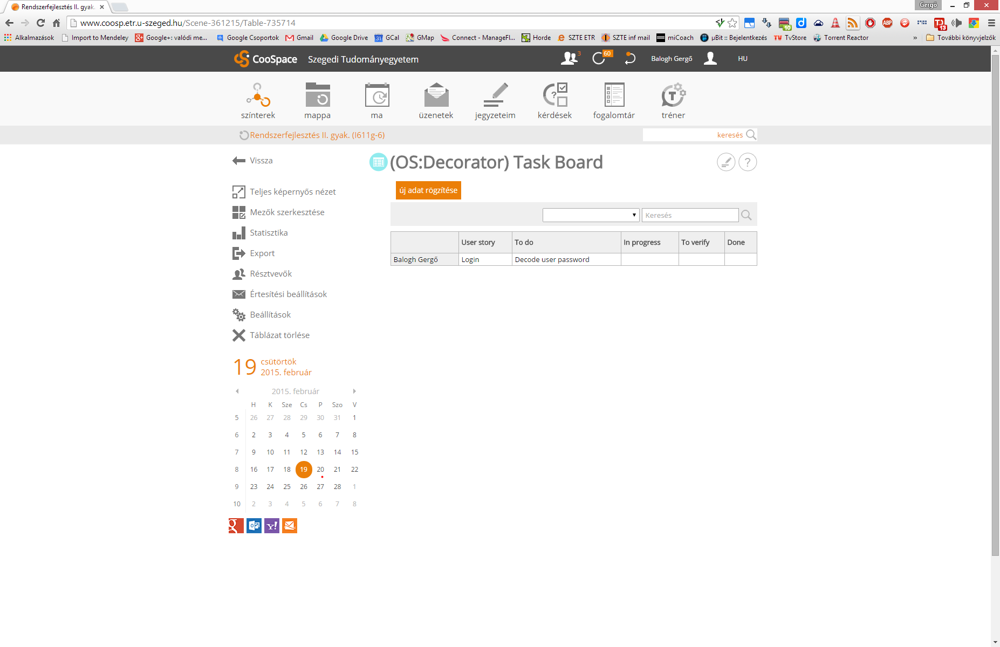 Rendszerfejlesztés II. gyak.
Gergő
www.coosp.etr.u-szeged.hu/Scene-361215/Table-735714
10
13
Alkalmazások Import to Mendeley Google+: valódi me... Google Csoportok Gmail Google Drive GCal GMap Connect - ManageFl... Horde SZTE ETR SZTE inf mail miCoach µBit :: Bejelentkezés TvStore Torrent Reactor » További könyvjelzők
CooSpace Szegedi Tudományegyetem 3 60 Balogh Gergő HU
színterek mappa ma üzenetek jegyzeteim kérdések fogalomtár tréner
Rendszerfejlesztés II. gyak. (I611g-6) keresés
Vissza
(OS:Decorator) Task Board
új adat rögzítése
Keresés
Teljes képernyős nézet
Mezők szerkesztése
Statisztika
Export
Résztvevők
Értesítési beállítások
Beállítások
Táblázat törlése
User story To do In progress To verify Done
Balogh Gergő Login Decode user password
19 csütörtök
2015. február
2015. február
H K Sze Cs P Szo V
5 26 27 28 29 30 31 1
6 2 3 4 5 6 7 8
7 9 10 11 12 13 14 15
8 16 17 18 19 20 21 22
9 23 24 25 26 27 28 1
10 2 3 4 5 6 7 8